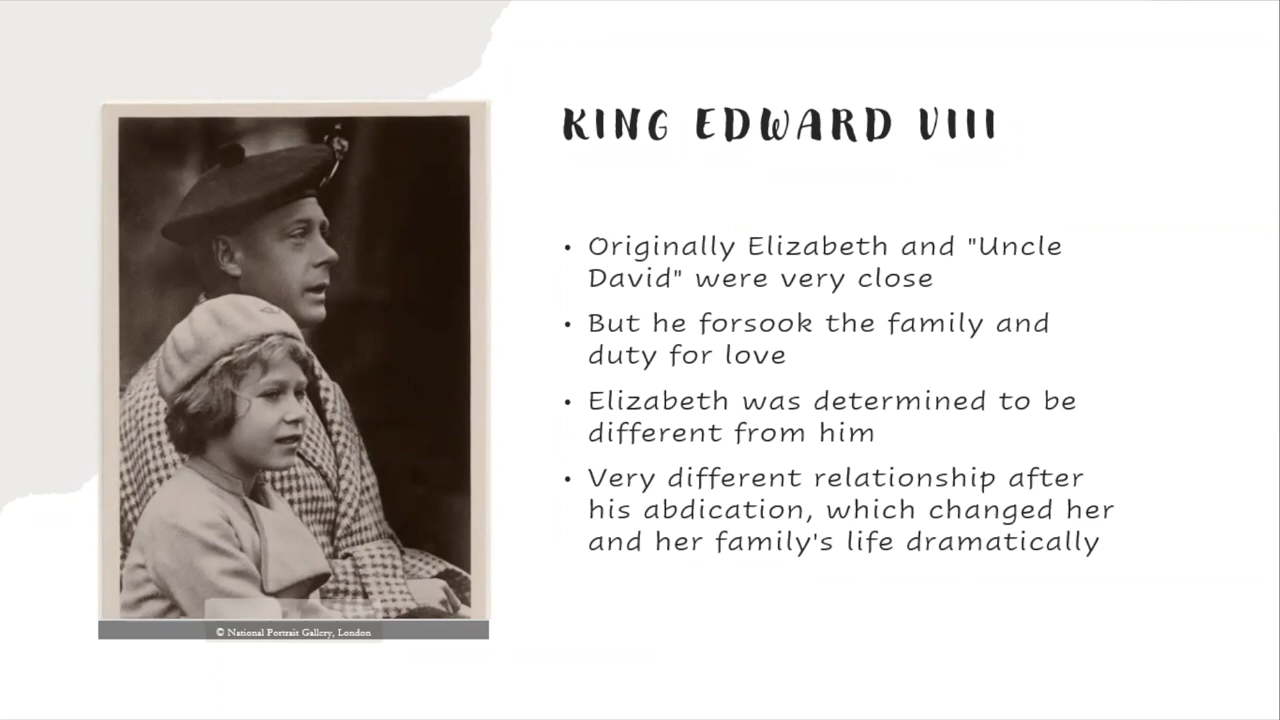 KING EDWARD VIII
• Originally Elizabeth and "Uncle
David" were very close
• But he forsook the family and
duty for love
• Elizabeth was determined to be
different from him
• Very different relationship after
his abdication, which changed her
and her family's life dramatically
© National Portrait Gallery, London